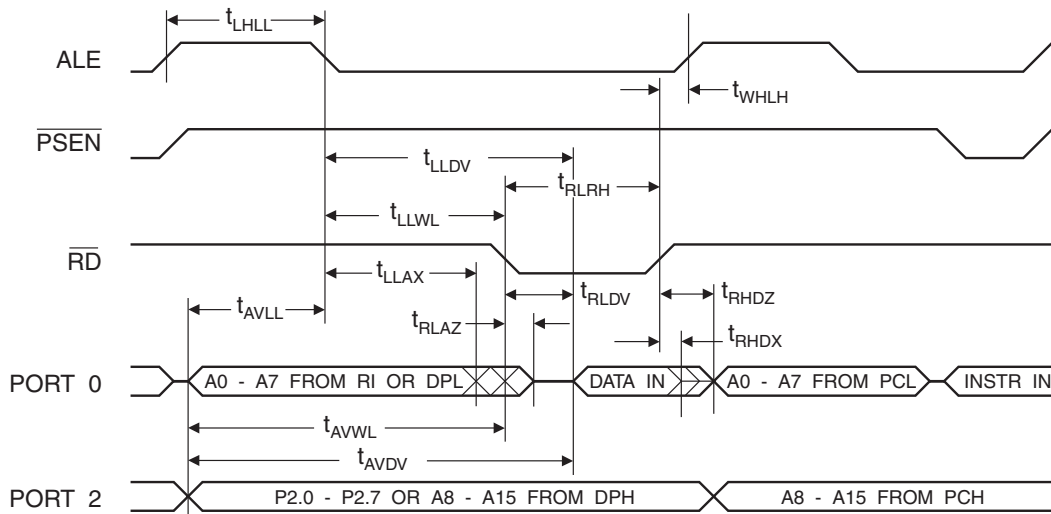 tLHLL
ALE
tWHLH
PSEN
tLLDV
tRLRH
tLLWL
RD
tLLAX
tRLDV
tRHDZ
tAVLL
tRLAZ
tRHDX
PORT 0
A0 - A7 FROM RI OR DPL
DATA IN
A0 - A7 FROM PCL
INSTR IN
tAVWL
tAVDV
PORT 2
P2.0 - P2.7 OR A8 - A15 FROM DPH
A8 - A15 FROM PCH